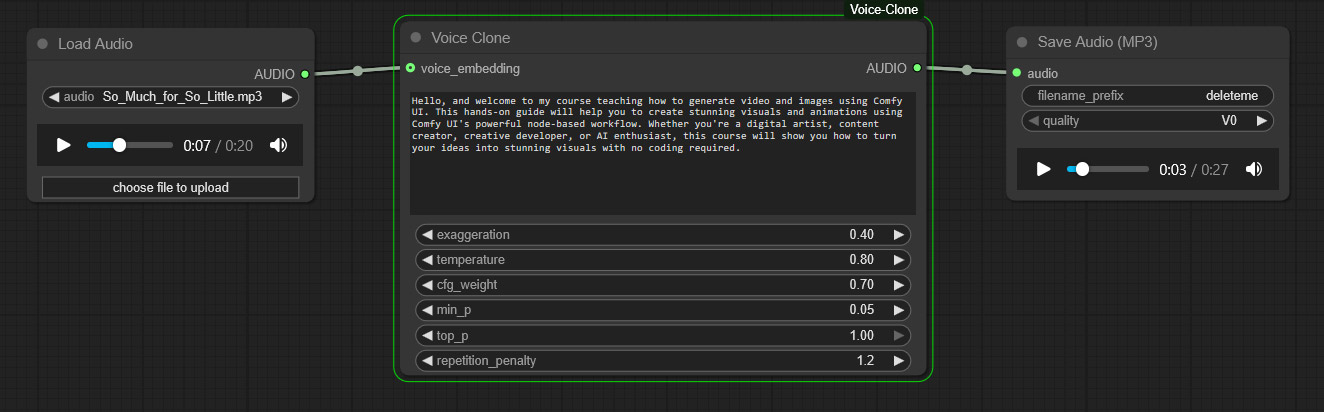 Voice-Clone
Load Audio
AUDIO
audio So_Much_for_So_Little.mp3
0:07 / 0:20
choose file to upload
Voice Clone
voice_embedding AUDIO
Hello, and welcome to my course teaching how to generate video and images using Comfy
UI. This hands-on guide will help you to create stunning visuals and animations using
Comfy UI's powerful node-based workflow. Whether you're a digital artist, content
creator, creative developer, or AI enthusiast, this course will show you how to turn
your ideas into stunning visuals with no coding required.
exaggeration 0.40
temperature 0.80
cfg_weight 0.70
min_p 0.05
top_p 1.00
repetition_penalty 1.2
Save Audio (MP3)
audio
filename_prefix deleteme
quality V0
0:03 / 0:27